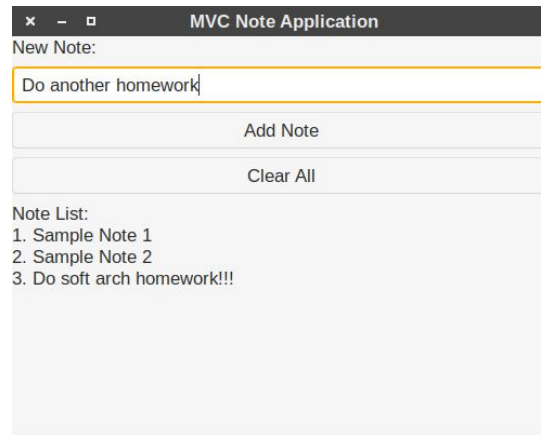 MVC Note Application
New Note:
Do another homework
Add Note
Clear All
Note List:
1. Sample Note 1
2. Sample Note 2
3. Do soft arch homework!!!